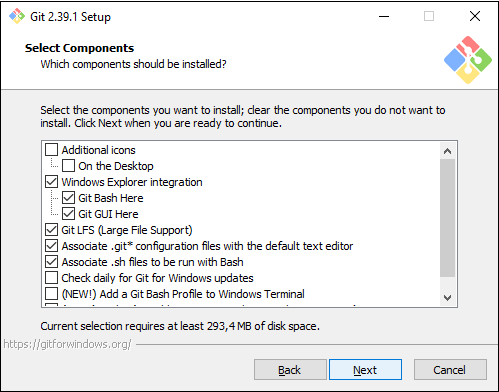 Git 2.39.1 Setup
Select Components
Which components should be installed?
Select the components you want to install; clear the components you do not want to
install. Click Next when you are ready to continue.
Additional icons
On the Desktop
Windows Explorer integration
Git Bash Here
Git GUI Here
Git LFS (Large File Support)
Associate .git* configuration files with the default text editor
Associate .sh files to be run with Bash
Check daily for Git for Windows updates
(NEW!) Add a Git Bash Profile to Windows Terminal
Current selection requires at least 293,4 MB of disk space.
https://gitforwindows.org/
Back
Next
Cancel